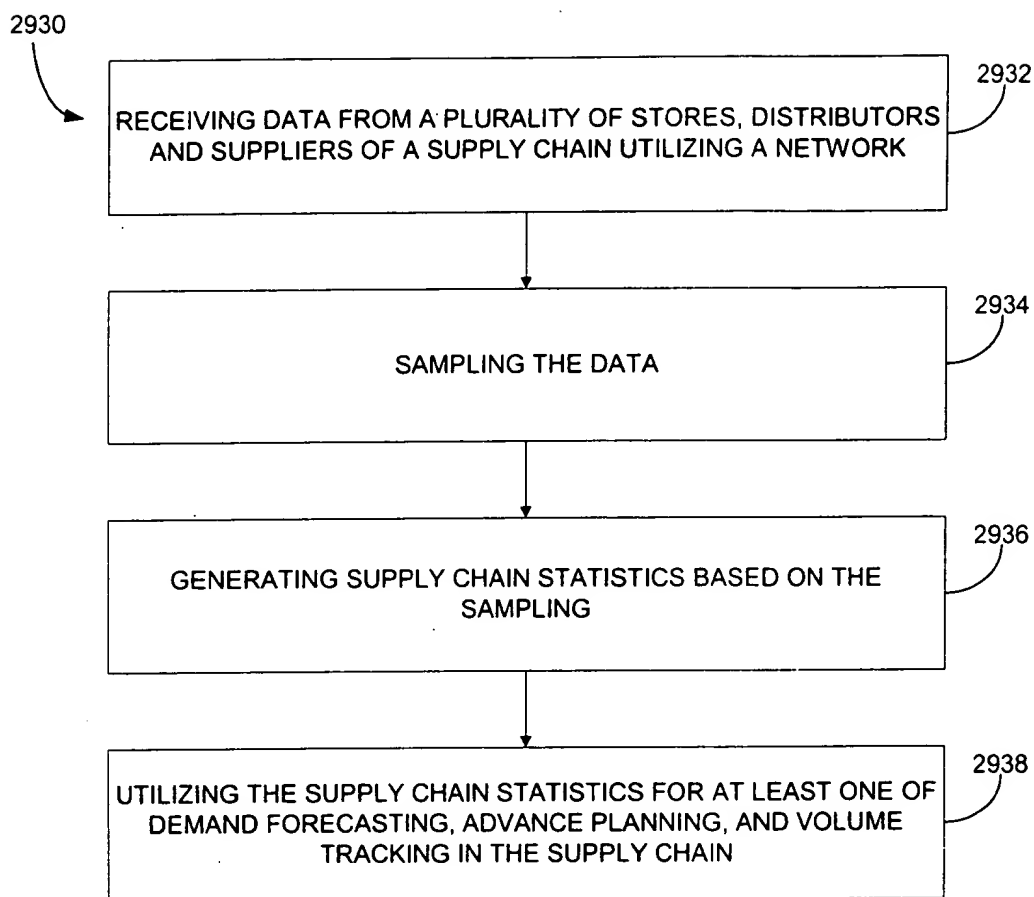 2930
2932
RECEIVING DATA FROM A PLURALITY OF STORES, DISTRIBUTORS
AND SUPPLIERS OF A SUPPLY CHAIN UTILIZING A NETWORK
2934
SAMPLING THE DATA
2936
GENERATING SUPPLY CHAIN STATISTICS BASED ON THE
SAMPLING
2938
UTILIZING THE SUPPLY CHAIN STATISTICS FOR AT LEAST ONE OF
DEMAND FORECASTING, ADVANCE PLANNING, AND VOLUME
TRACKING IN THE SUPPLY CHAIN